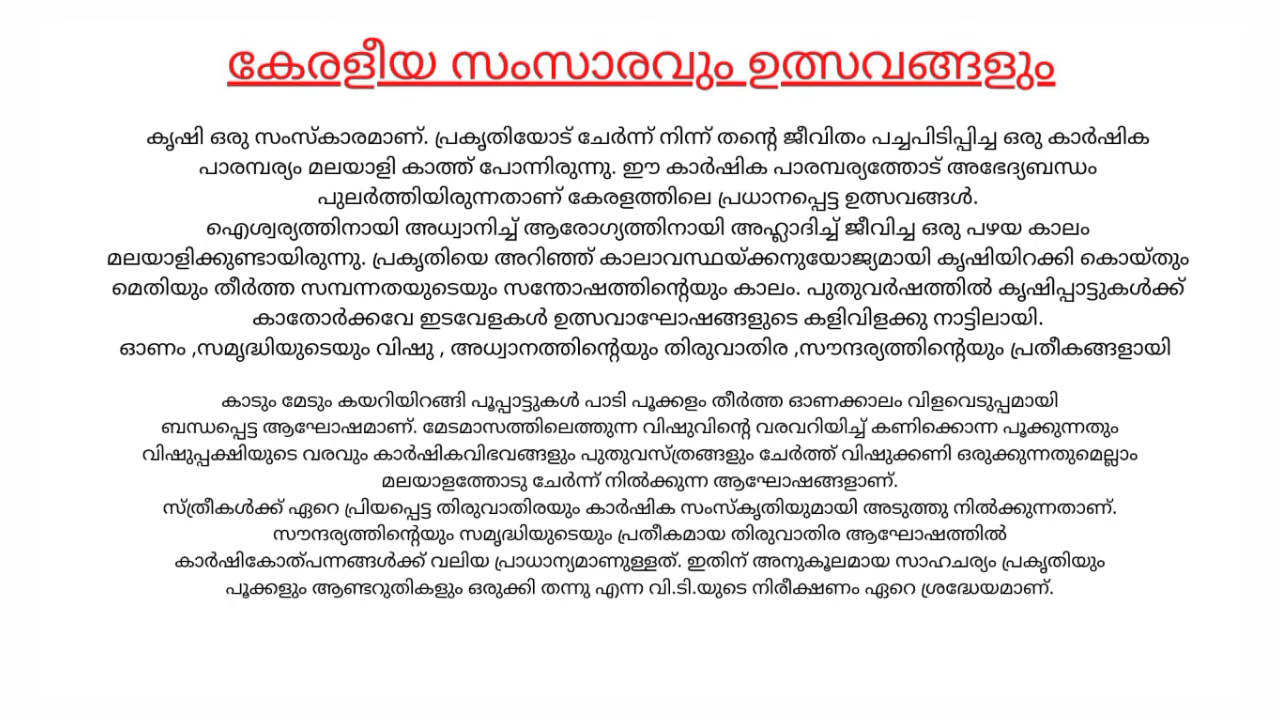 കേരളീയ സംസാരവും ഉത്സവങ്ങളും
കൃഷി ഒരു സംസ്കാരമാണ്. പ്രകൃതിയോട് ചേർന്ന് നിന്ന് തന്റെ ജീവിതം പച്ചപിടിപ്പിച്ച ഒരു കാർഷിക
പാരമ്പര്യം മലയാളി കാത്ത് പോന്നിരുന്നു. ഈ കാർഷിക പാരമ്പര്യത്തോട് അഭേദ്യബന്ധം
പുലർത്തിയിരുന്നതാണ് കേരളത്തിലെ പ്രധാനപ്പെട്ട ഉത്സവങ്ങൾ.
ഐശ്വര്യത്തിനായി അധ്വാനിച്ച് ആരോഗ്യത്തിനായി അഹ്ലാദിച്ച് ജീവിച്ച ഒരു പഴയ കാലം
മലയാളിക്കുണ്ടായിരുന്നു. പ്രകൃതിയെ അറിഞ്ഞ് കാലാവസ്ഥയ്ക്കനുയോജ്യമായി കൃഷിയിറക്കി കൊയ്തും
മെതിയും തീർത്ത സമ്പന്നതയുടെയും സന്തോഷത്തിന്റെയും കാലം. പുതുവർഷത്തിൽ കൃഷിപ്പാട്ടുകൾക്ക്
കാതോർക്കവേ ഇടവേളകൾ ഉത്സവാഘോഷങ്ങളുടെ കളിവിളക്കു നാട്ടിലായി.
ഓണം ,സമൃദ്ധിയുടെയും വിഷു , അധ്വാനത്തിന്റെയും തിരുവാതിര ,സൗന്ദര്യത്തിന്റെയും പ്രതീകങ്ങളായി
കാടും മേടും കയറിയിറങ്ങി പൂപ്പാട്ടുകൾ പാടി പൂക്കളം തീർത്ത ഓണക്കാലം വിളവെടുപ്പുമായി
ബന്ധപ്പെട്ട ആഘോഷമാണ്. മേടമാസത്തിലെത്തുന്ന വിഷുവിന്റെ വരവറിയിച്ച് കണിക്കൊന്ന പൂക്കുന്നതും
വിഷുപ്പക്ഷിയുടെ വരവും കാർഷികവിഭവങ്ങളും പുതുവസ്ത്രങ്ങളും ചേർത്ത് വിഷുക്കണി ഒരുക്കുന്നതുമെല്ലാം
മലയാളത്തോടു ചേർന്ന് നിൽക്കുന്ന ആഘോഷങ്ങളാണ്.
സ്ത്രീകൾക്ക് ഏറെ പ്രിയപ്പെട്ട തിരുവാതിരയും കാർഷിക സംസ്കൃതിയുമായി അടുത്തു നിൽക്കുന്നതാണ്.
സൗന്ദര്യത്തിന്റെയും സമൃദ്ധിയുടെയും പ്രതീകമായ തിരുവാതിര ആഘോഷത്തിൽ
കാർഷികോത്പന്നങ്ങൾക്ക് വലിയ പ്രാധാന്യമാണുള്ളത്. ഇതിന് അനുകൂലമായ സാഹചര്യം പ്രകൃതിയും
പൂക്കളും ആണ്ടറുതികളും ഒരുക്കി തന്നു എന്ന വി.ടി.യുടെ നിരീക്ഷണം ഏറെ ശ്രദ്ധേയമാണ്.